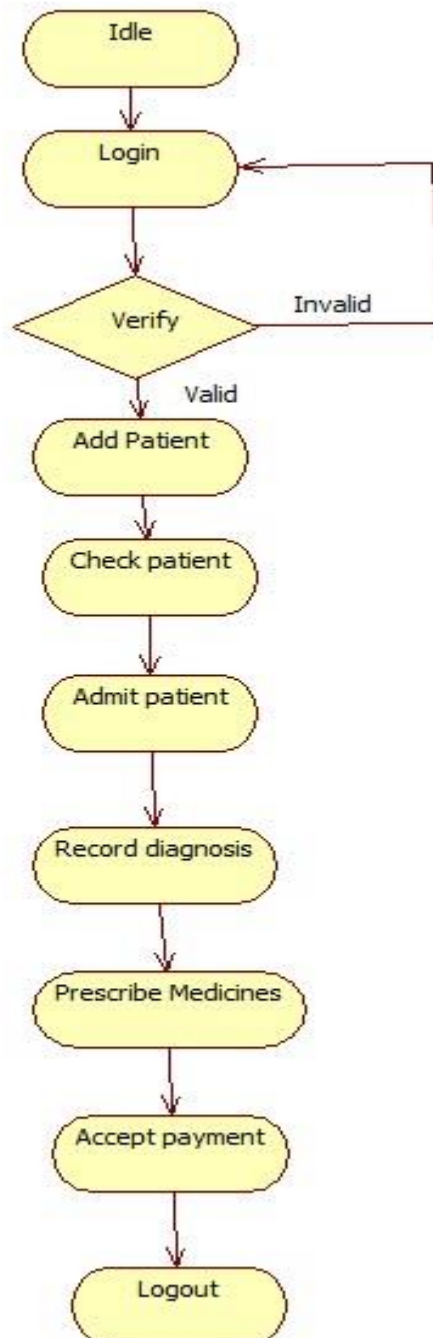 Idle
Login
Verify
Invalid
Valid
Add Patient
Check patient
Admit patient
Record diagnosis
Prescribe Medicines
Accept payment
Logout